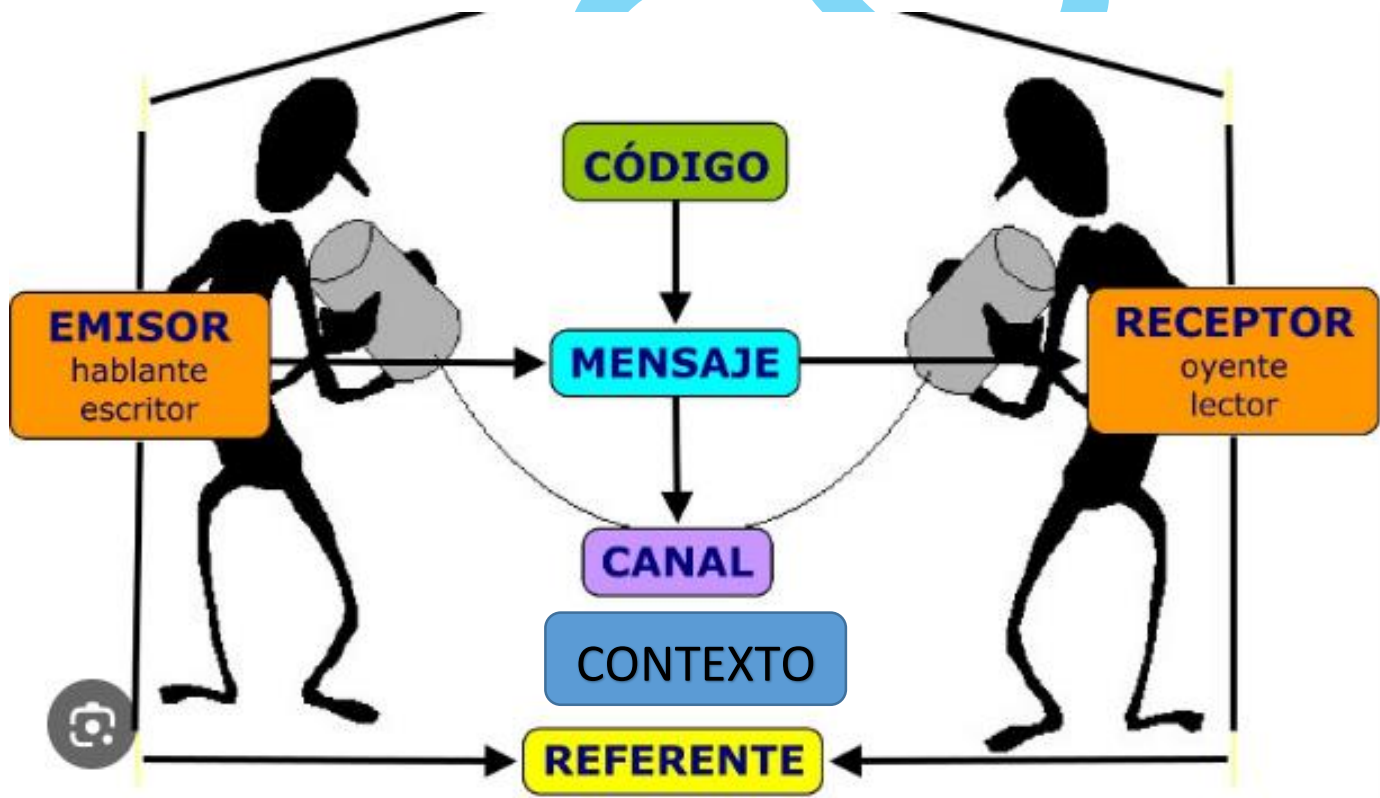 CÓDIGO
EMISOR
hablante
escritor
MENSAJE
RECEPTOR
oyente
lector
CANAL
CONTEXTO
REFERENTE